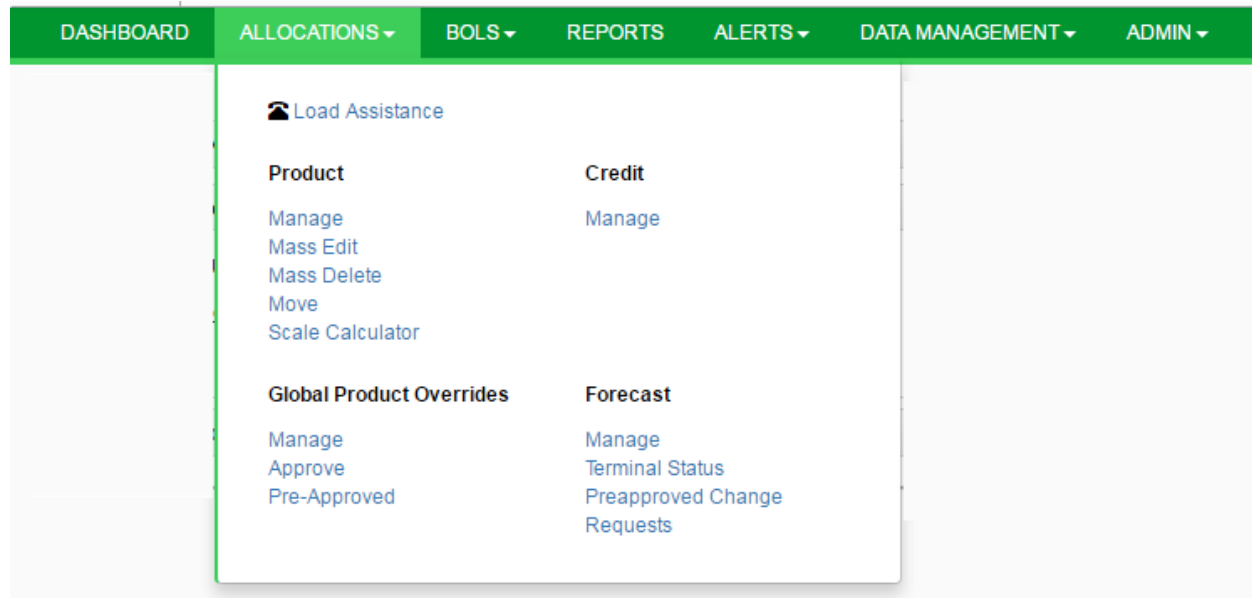 DASHBOARD ALLOCATIONS BOLS REPORTS ALERTS DATA MANAGEMENT ADMIN
Load Assistance
Product
Manage
Mass Edit
Mass Delete
Move
Scale Calculator
Credit
Manage
Global Product Overrides
Manage
Approve
Pre-Approved
Forecast
Manage
Terminal Status
Preapproved Change
Requests